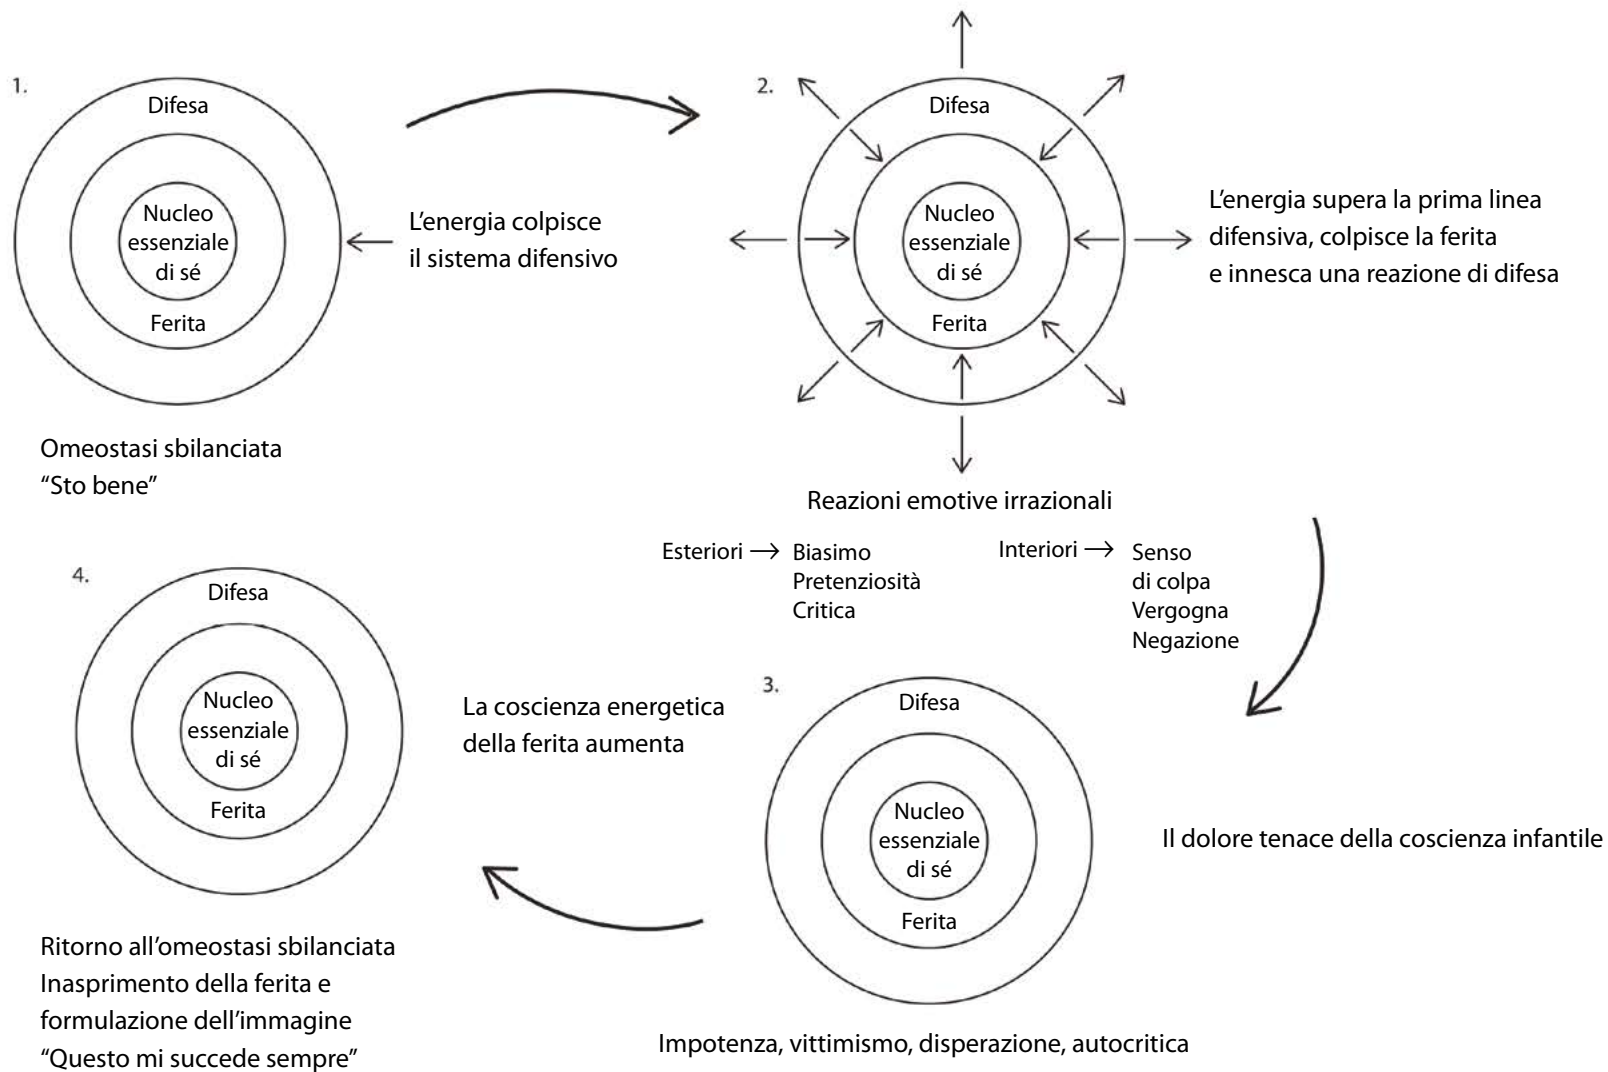 1.
Difesa
Nucleo
essenziale
di sé
Ferita
L’energia colpisce
il sistema difensivo
Omeostasi sbilanciata
“Sto bene”
2.
Difesa
Nucleo
essenziale
di sé
Ferita
L’energia supera la prima linea
difensiva, colpisce la ferita
e innesca una reazione di difesa
Reazioni emotive irrazionali
Esteriori → Biasimo
Pretenziosità
Critica
Interiori → Senso
di colpa
Vergogna
Negazione
3.
Difesa
Nucleo
essenziale
di sé
Ferita
Il dolore tenace della coscienza infantile
Impotenza, vittimismo, disperazione, autocritica
La coscienza energetica
della ferita aumenta
4.
Difesa
Nucleo
essenziale
di sé
Ferita
Ritorno all’omeostasi sbilanciata
Inasprimento della ferita e
formulazione dell’immagine
“Questo mi succede sempre”